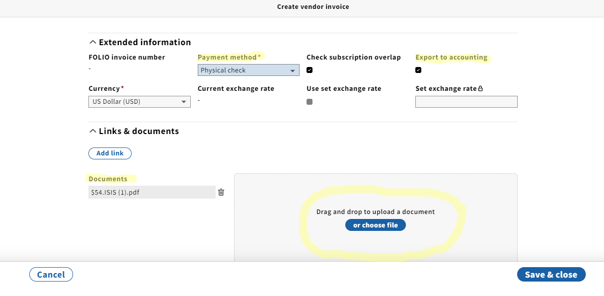 Create vendor invoice
Extended information
FOLIO invoice number
Payment method*
Check subscription overlap
Export to accounting
-
Physical check
Currency*
Current exchange rate
Use set exchange rate
Set exchange rate
US Dollar (USD)
-
Links & documents
Add link
Documents
$54.ISIS (1).pdf
Drag and drop to upload a document
or choose file
Cancel
Save & close